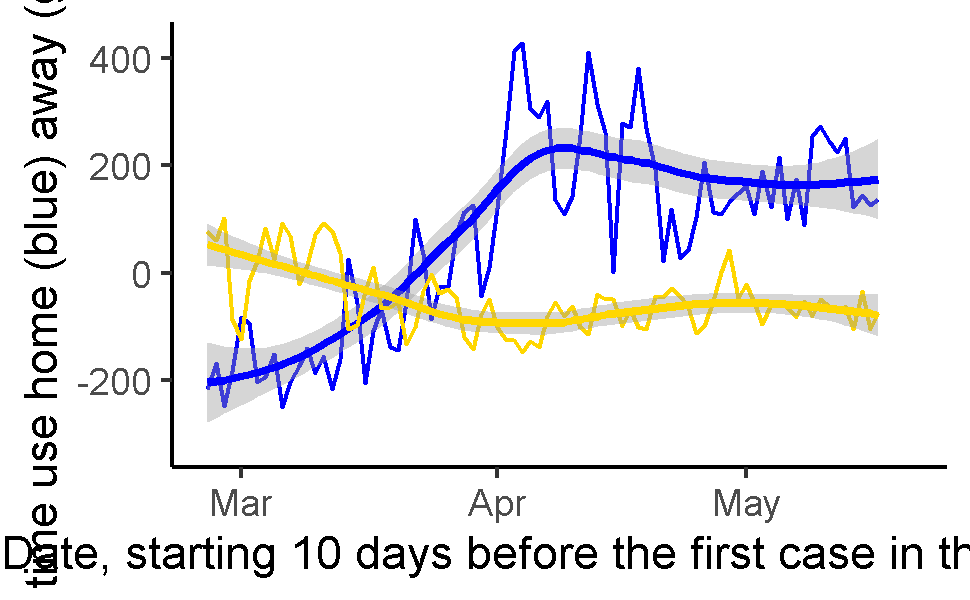 time use home (blue) away (
400
200
0
-200
Mar Apr May
Date, starting 10 days before the first case in th